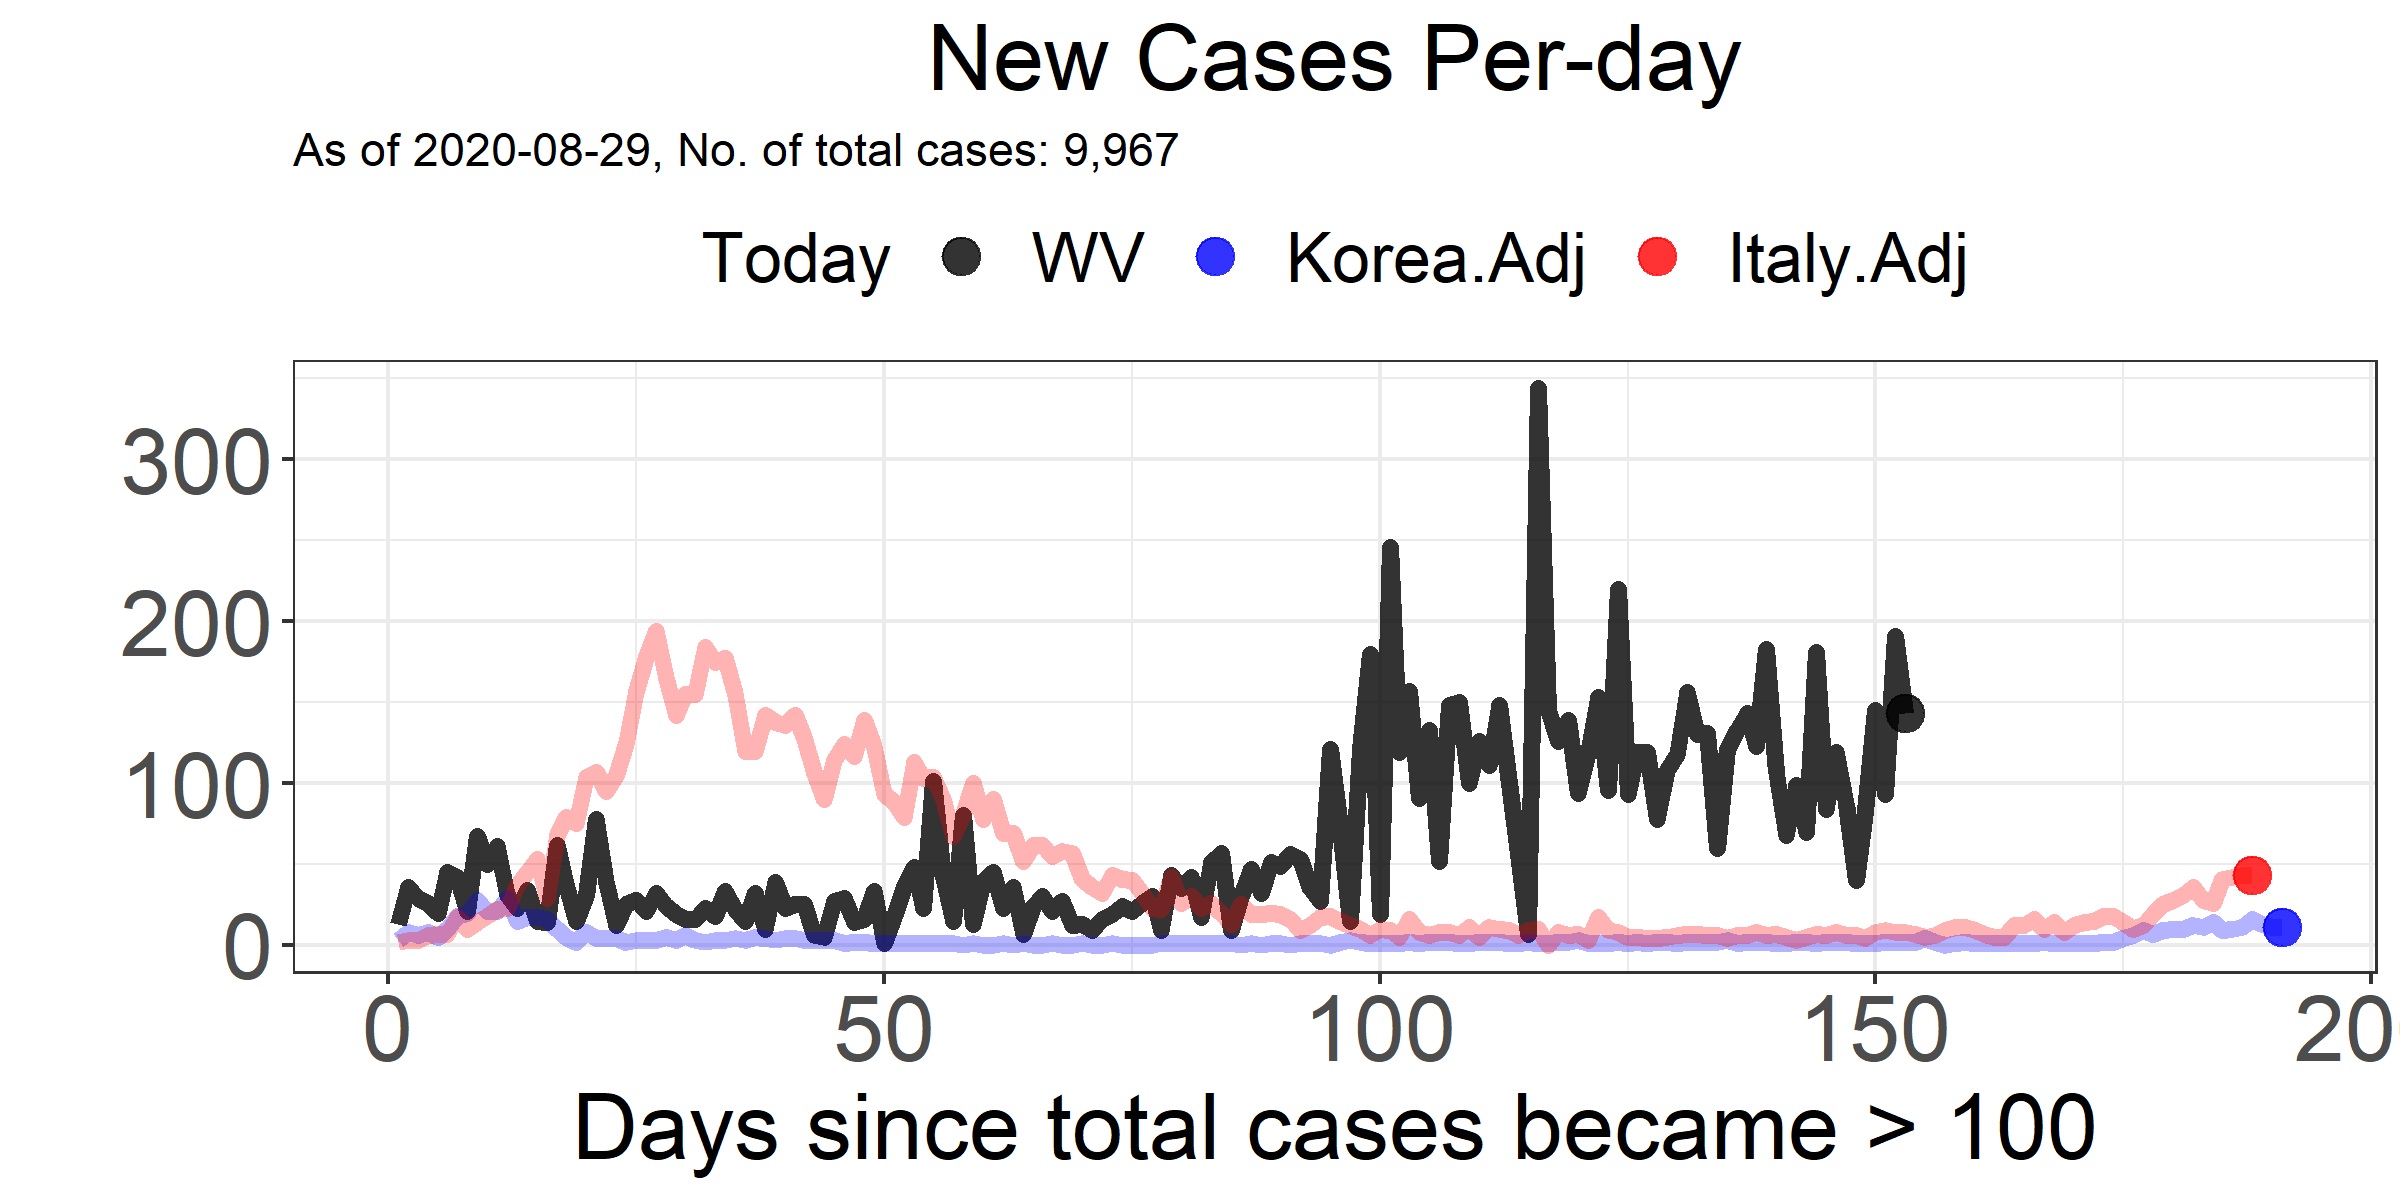 New Cases Per-day
As of 2020-08-29, No. of total cases: 9,967
Today WV Korea.Adj Italy.Adj
300
200
100
0
0 50 100 150 20
Days since total cases became > 100